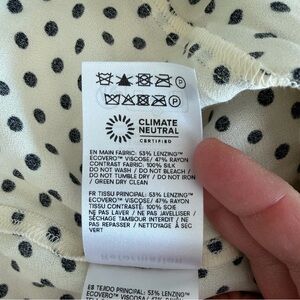 P
P
CLIMATE
NEUTRAL
CERTIFIED
EN MAIN FABRIC: 53% LENZING™
ECOVERO™ VISCOSE/ 47% RAYON
CONTRAST FABRIC: 100% SILK
DO NOT WASH / DO NOT BLEACH /
DO NOT TUMBLE DRY / DO NOT IRON
/ GREEN DRY CLEAN
FR TISSU PRINCIPAL: 53% LENZING™
ECOVERO™ VISCOSE/ 47% RAYON
TISSU CONTRASTE: 100% SOIE
NE PAS LAVER / NE PAS JAVELLISER /
SÉCHAGE TAMBOUR INTERDIT / NE
PAS REPASSER / NETTOYAGE À SEC
VERT
ES TEJIDO PRINCIPAL: 53% LENZING™
ECOVERO™ VISCOSA/ 47% RAYÓN